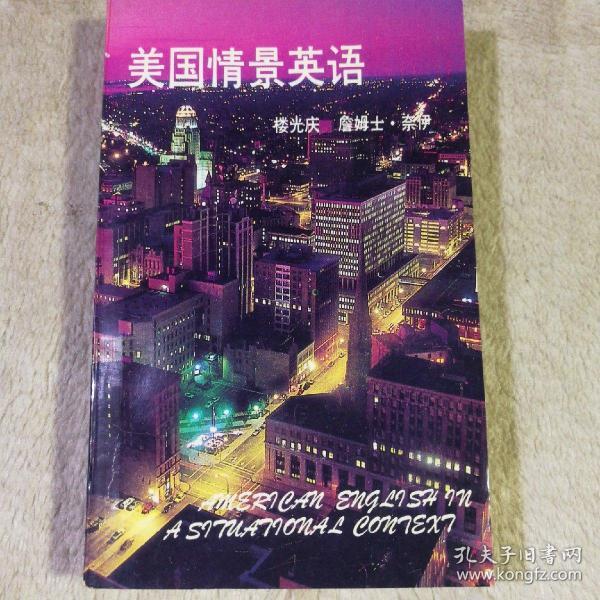 美国情景英语
楼光庆 詹姆士·奈伊
AMERICAN ENGLISH IN
A SITUATIONAL CONTEXT
孔夫子旧书网
www.kongfz.com